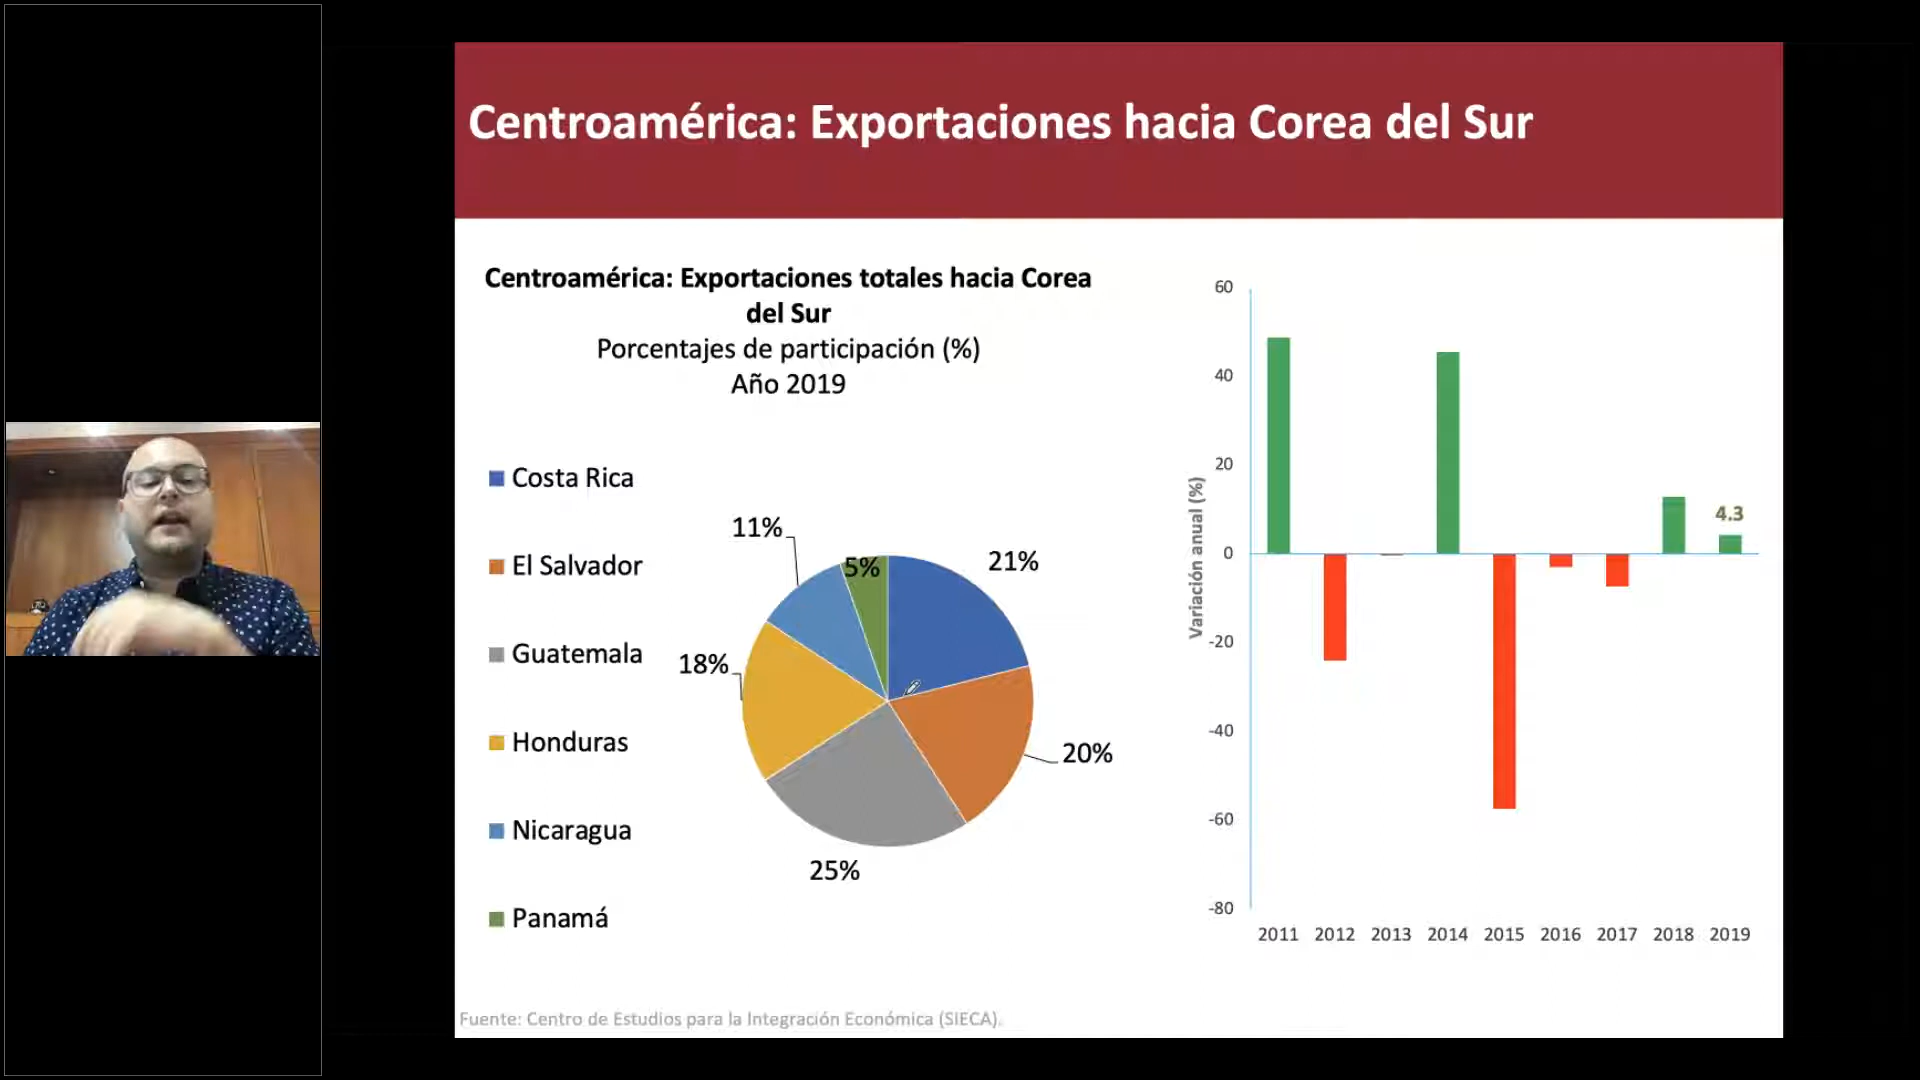 Centroamérica: Exportaciones hacia Corea del Sur
Centroamérica: Exportaciones totales hacia Corea
del Sur
Porcentajes de participación (%)
Año 2019
Costa Rica
El Salvador
Guatemala
Honduras
Nicaragua
Panamá
11%
5%
21%
18%
20%
25%
Variación anual (%)
60
40
20
0
-20
-40
-60
-80
4.3
2011 2012 2013 2014 2015 2016 2017 2018 2019
Fuente: Centro de Estudios para la Integración Económica (SIECA).